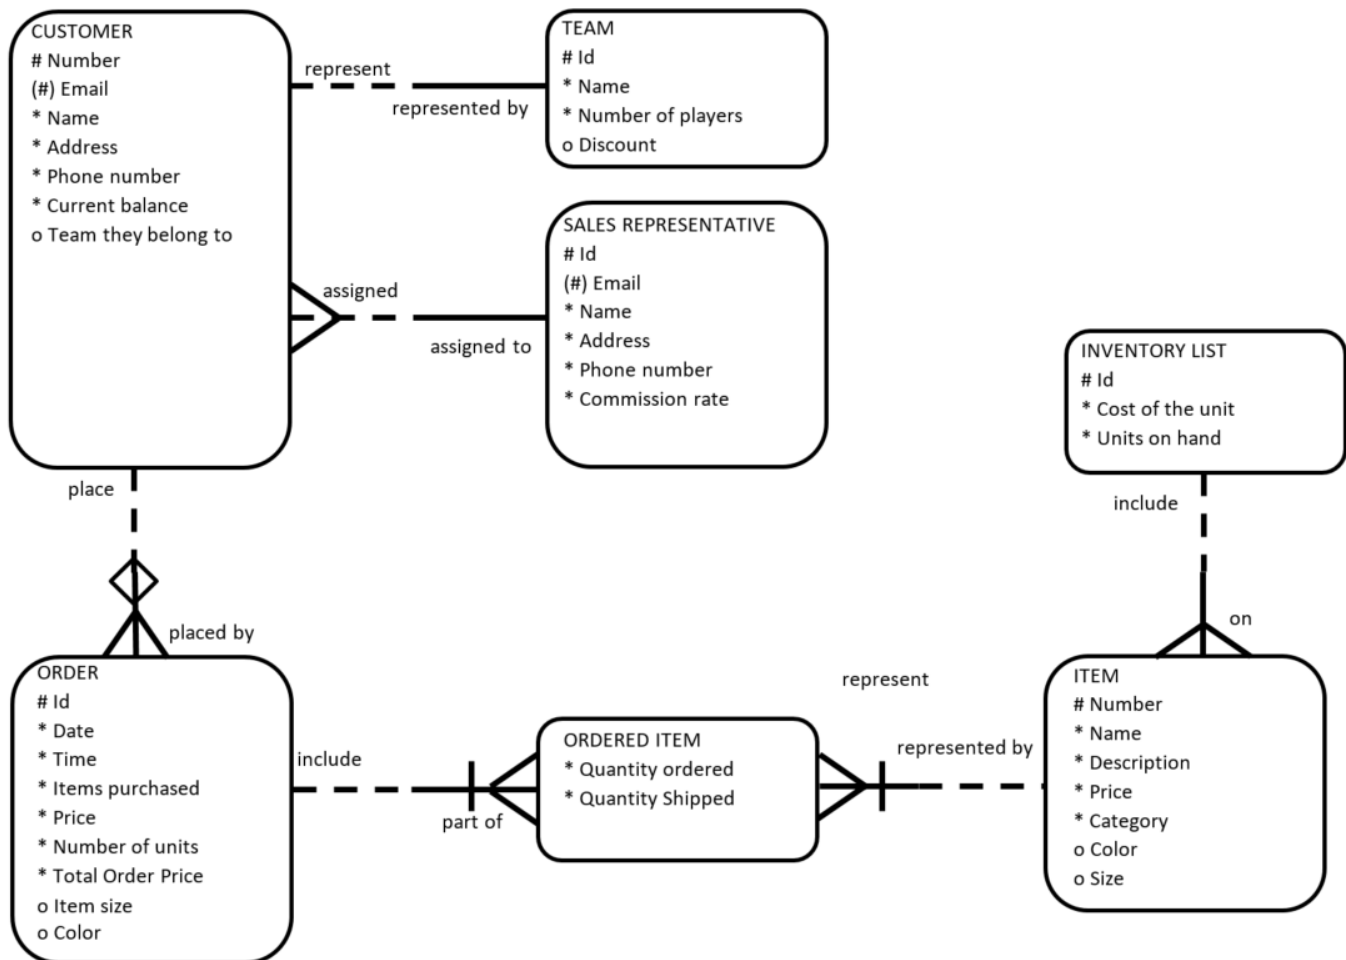 CUSTOMER
# Number
(#) Email
* Name
* Address
* Phone number
* Current balance
o Team they belong to
represent
represented by
TEAM
# Id
* Name
* Number of players
o Discount
assigned
assigned to
SALES REPRESENTATIVE
# Id
(#) Email
* Name
* Address
* Phone number
* Commission rate
INVENTORY LIST
# Id
* Cost of the unit
* Units on hand
place
placed by
include
on
ORDER
# Id
* Date
* Time
* Items purchased
* Price
* Number of units
* Total Order Price
o Item size
o Color
include
part of
ORDERED ITEM
* Quantity ordered
* Quantity Shipped
represent
represented by
ITEM
# Number
* Name
* Description
* Price
* Category
o Color
o Size